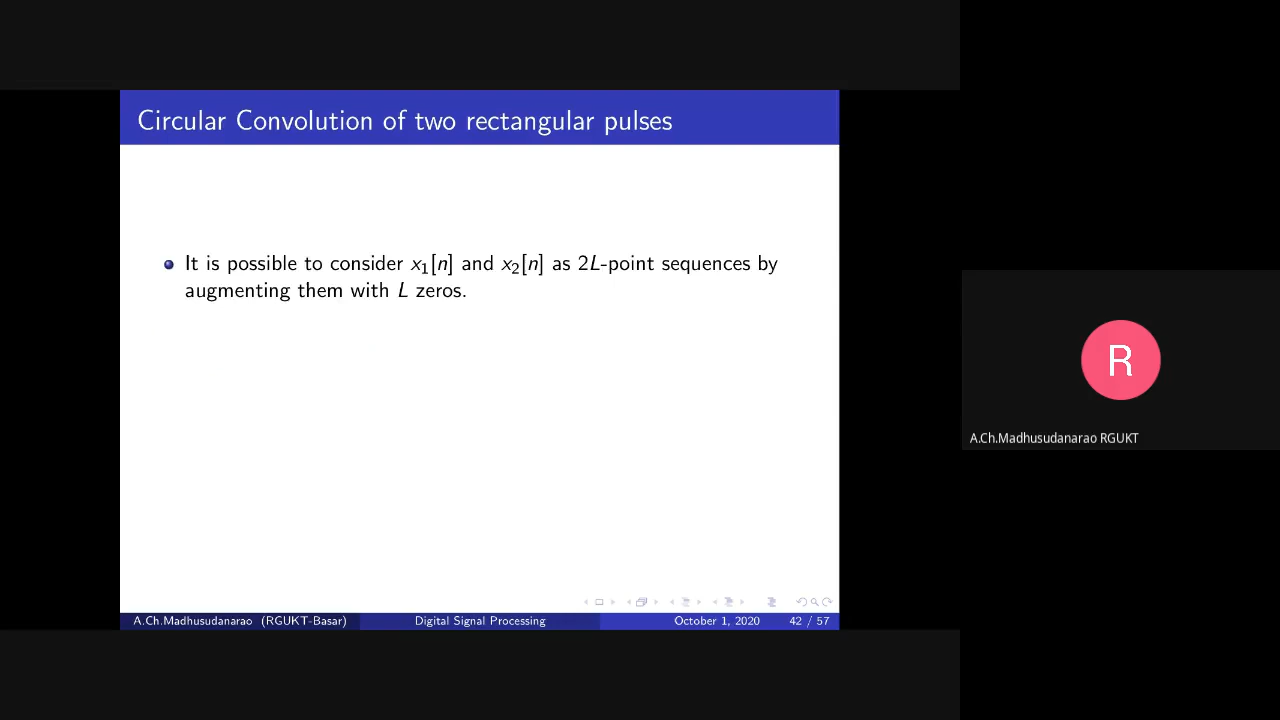 Circular Convolution of two rectangular pulses
It is possible to consider x₁[n] and x₂[n] as 2L-point sequences by
augmenting them with L zeros.
R
A.Ch.Madhusudanarao RGUKT
A.Ch.Madhusudanarao (RGUKT-Basar) Digital Signal Processing October 1, 2020 42 / 57